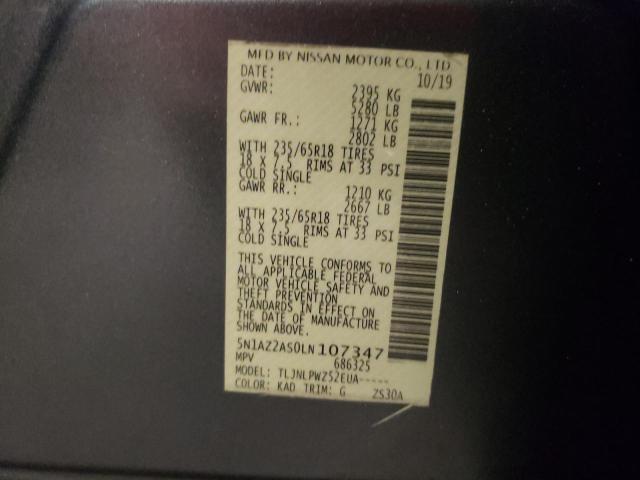 MFD BY NISSAN MOTOR CO., LTD
DATE: 10/19
GVWR: 2395 KG
5280 LB
GAWR FR.: 1271 KG
2802 LB
WITH 235/65R18 TIRES
18 X 7.5 RIMS AT 33 PSI
COLD SINGLE
GAWR RR.: 1210 KG
2667 LB
WITH 235/65R18 TIRES
18 X 7.5 RIMS AT 33 PSI
COLD SINGLE
THIS VEHICLE CONFORMS TO
ALL APPLICABLE FEDERAL
MOTOR VEHICLE SAFETY AND
THEFT PREVENTION
STANDARDS IN EFFECT ON
THE DATE OF MANUFACTURE
SHOWN ABOVE.
5N1AZ2AS0LN107347
MPV 686325
MODEL: TLJNLPWZ52EUA-----
COLOR: KAD TRIM: G ZS30A